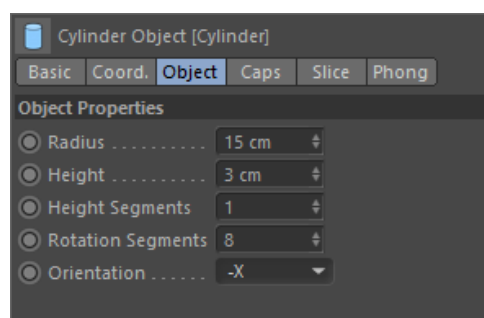 Cylinder Object [Cylinder]
Basic Coord. Object Caps Slice Phong
Object Properties
Radius . . . . . . . . . . 15 cm
Height . . . . . . . . . . 3 cm
Height Segments 1
Rotation Segments 8
Orientation . . . . . . -X